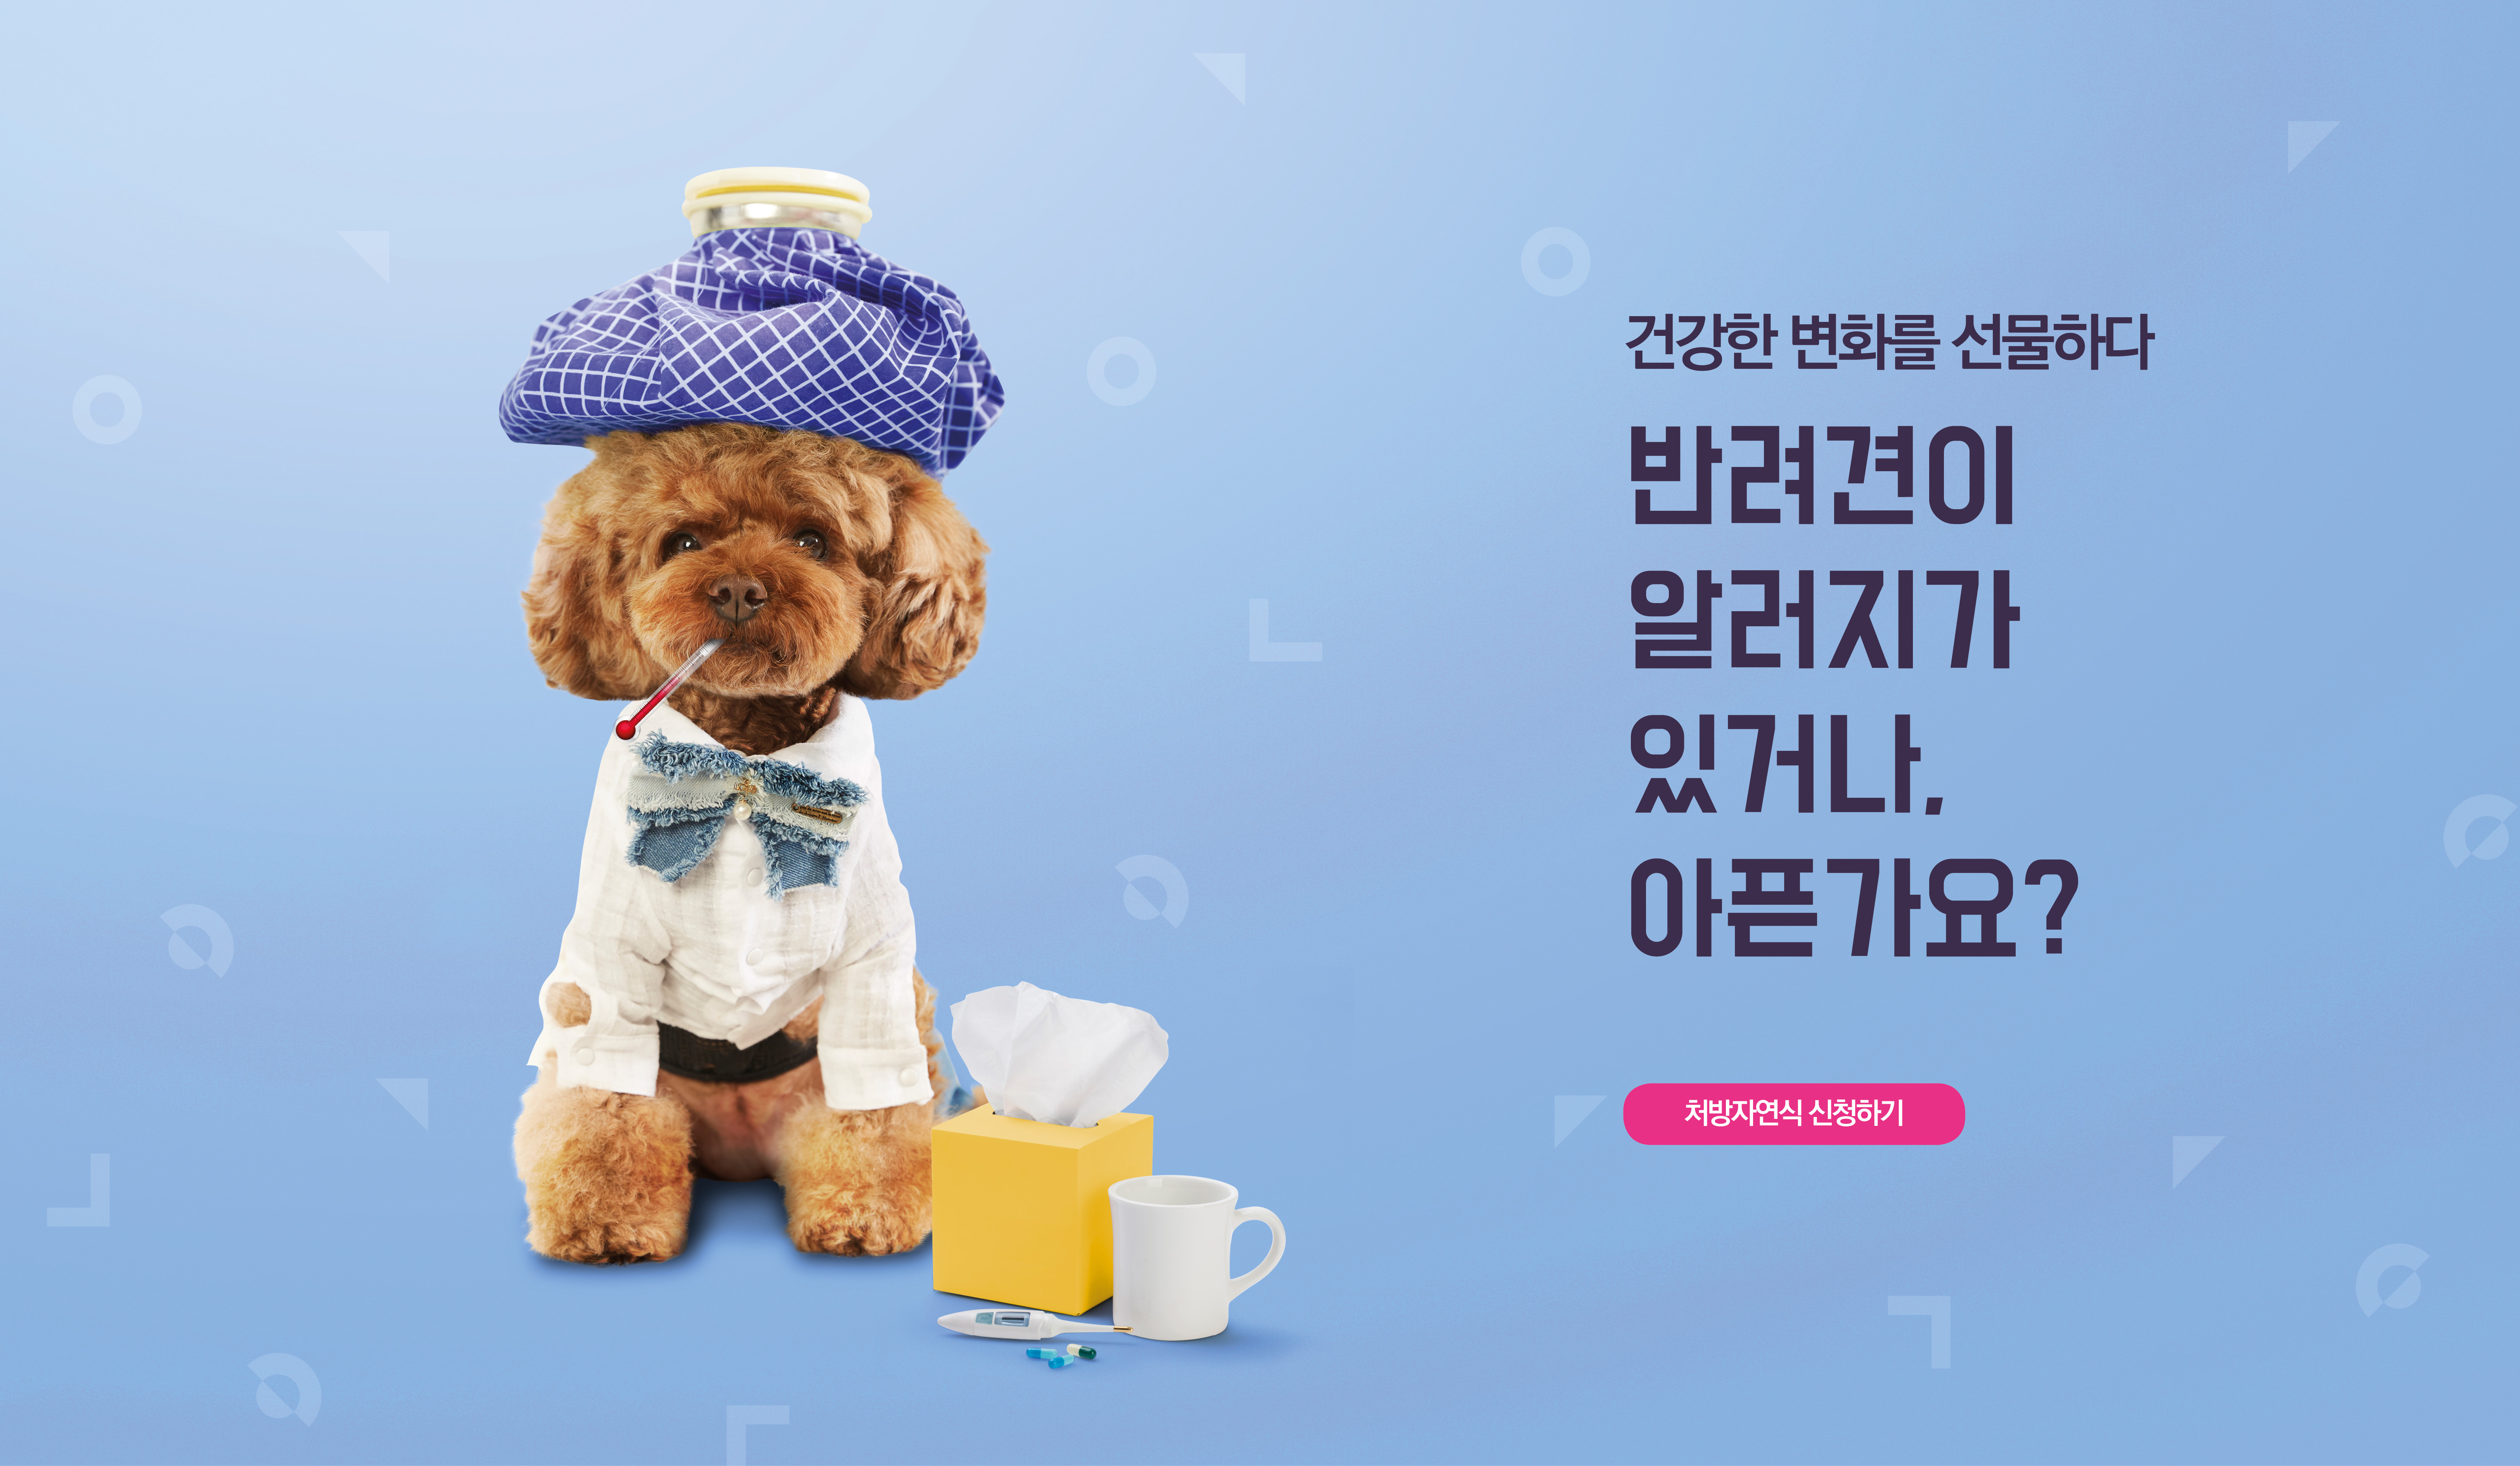 건강한 변화를 선물하다
반려견이
알러지가
있거나,
아픈가요?
처방자연식 신청하기